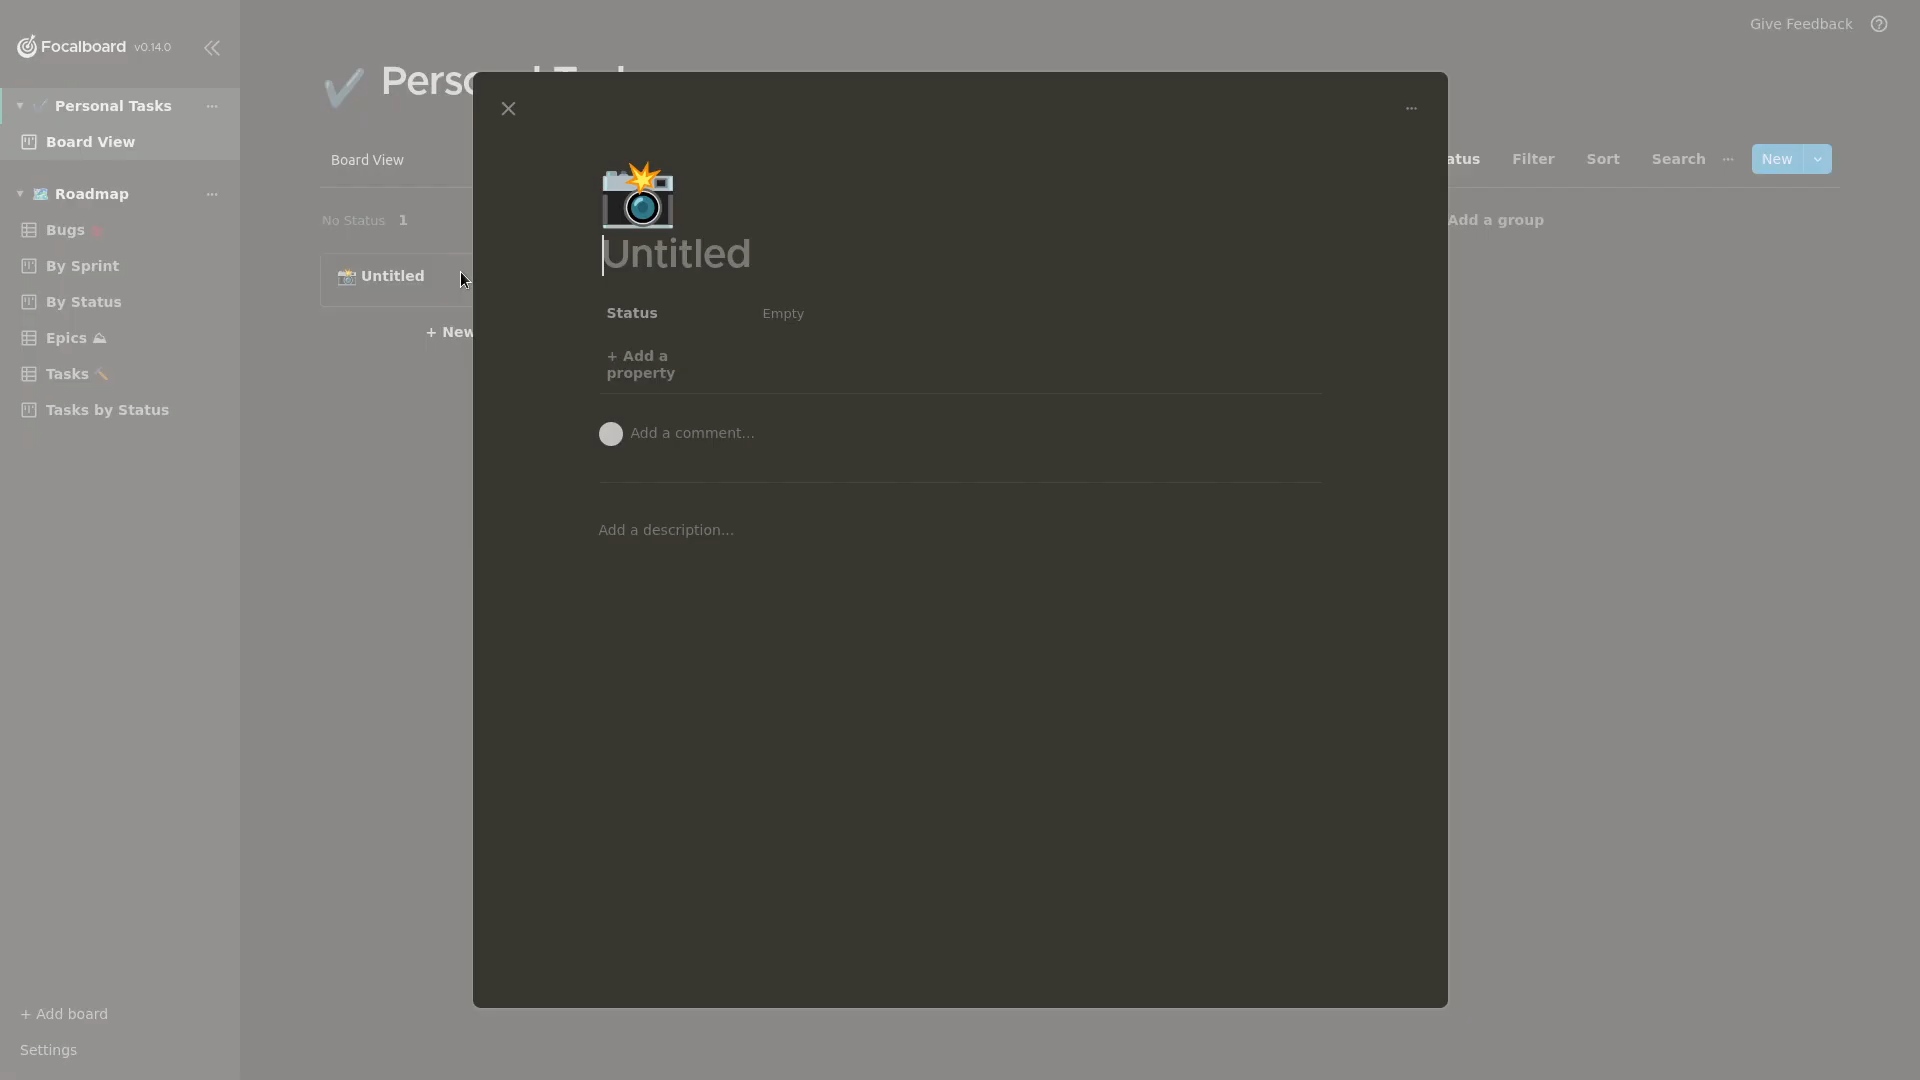 Focalboard v0.14.0
Give Feedback
Personal Tasks
Board View
Roadmap
Bugs
By Sprint
By Status
Epics
Tasks
Tasks by Status
+ Add board
Settings
Board View
Filter
Sort
Search
New
No Status 1
Add a group
Untitled
+ New
Untitled
Status Empty
+ Add a
property
Add a comment...
Add a description...